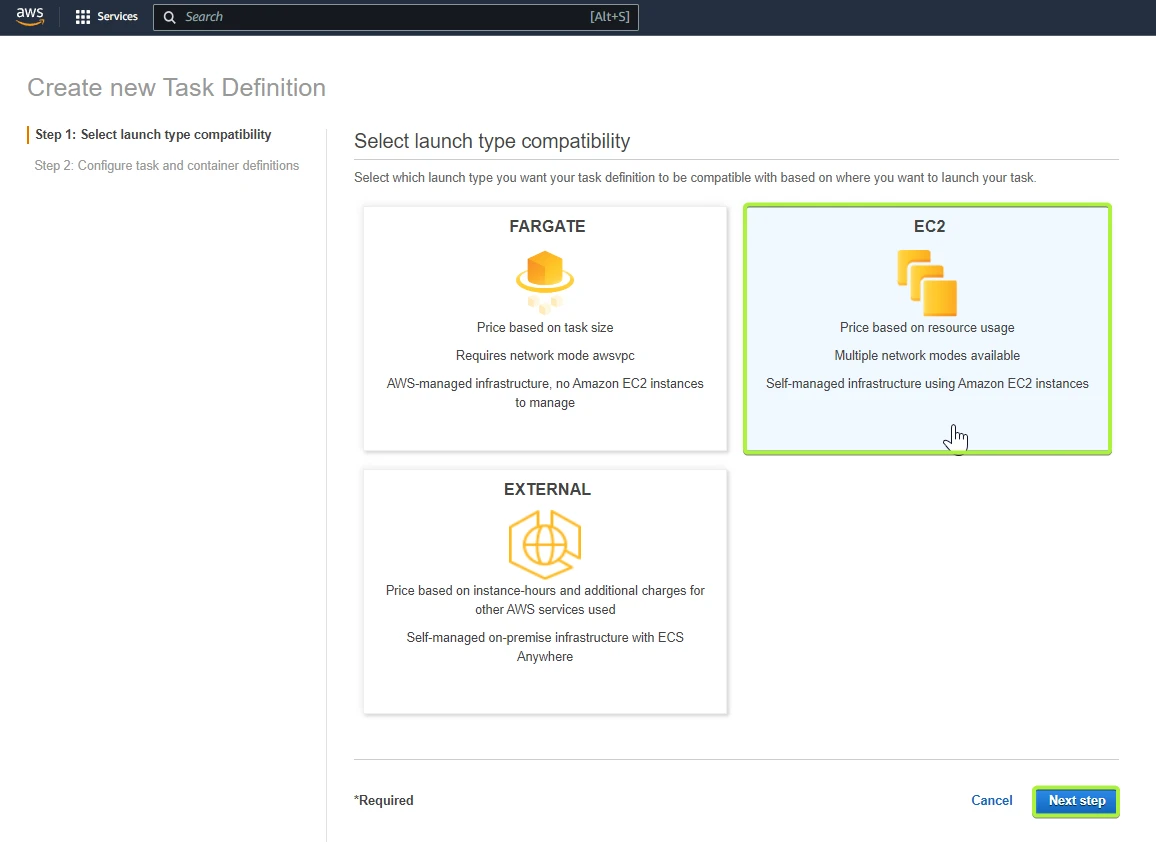 aws Services Search [Alt+S]
Create new Task Definition
Step 1: Select launch type compatibility
Step 2: Configure task and container definitions
Select launch type compatibility
Select which launch type you want your task definition to be compatible with based on where you want to launch your task.
FARGATE
Price based on task size
Requires network mode awsvpc
AWS-managed infrastructure, no Amazon EC2 instances
to manage
EC2
Price based on resource usage
Multiple network modes available
Self-managed infrastructure using Amazon EC2 instances
EXTERNAL
Price based on instance-hours and additional charges for
other AWS services used
Self-managed on-premise infrastructure with ECS
Anywhere
*Required
Cancel
Next step